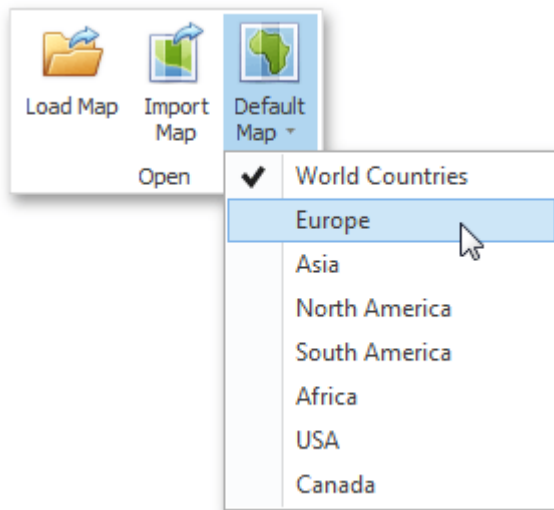 Load Map
Import
Map
Default
Map
Open
World Countries
Europe
Asia
North America
South America
Africa
USA
Canada